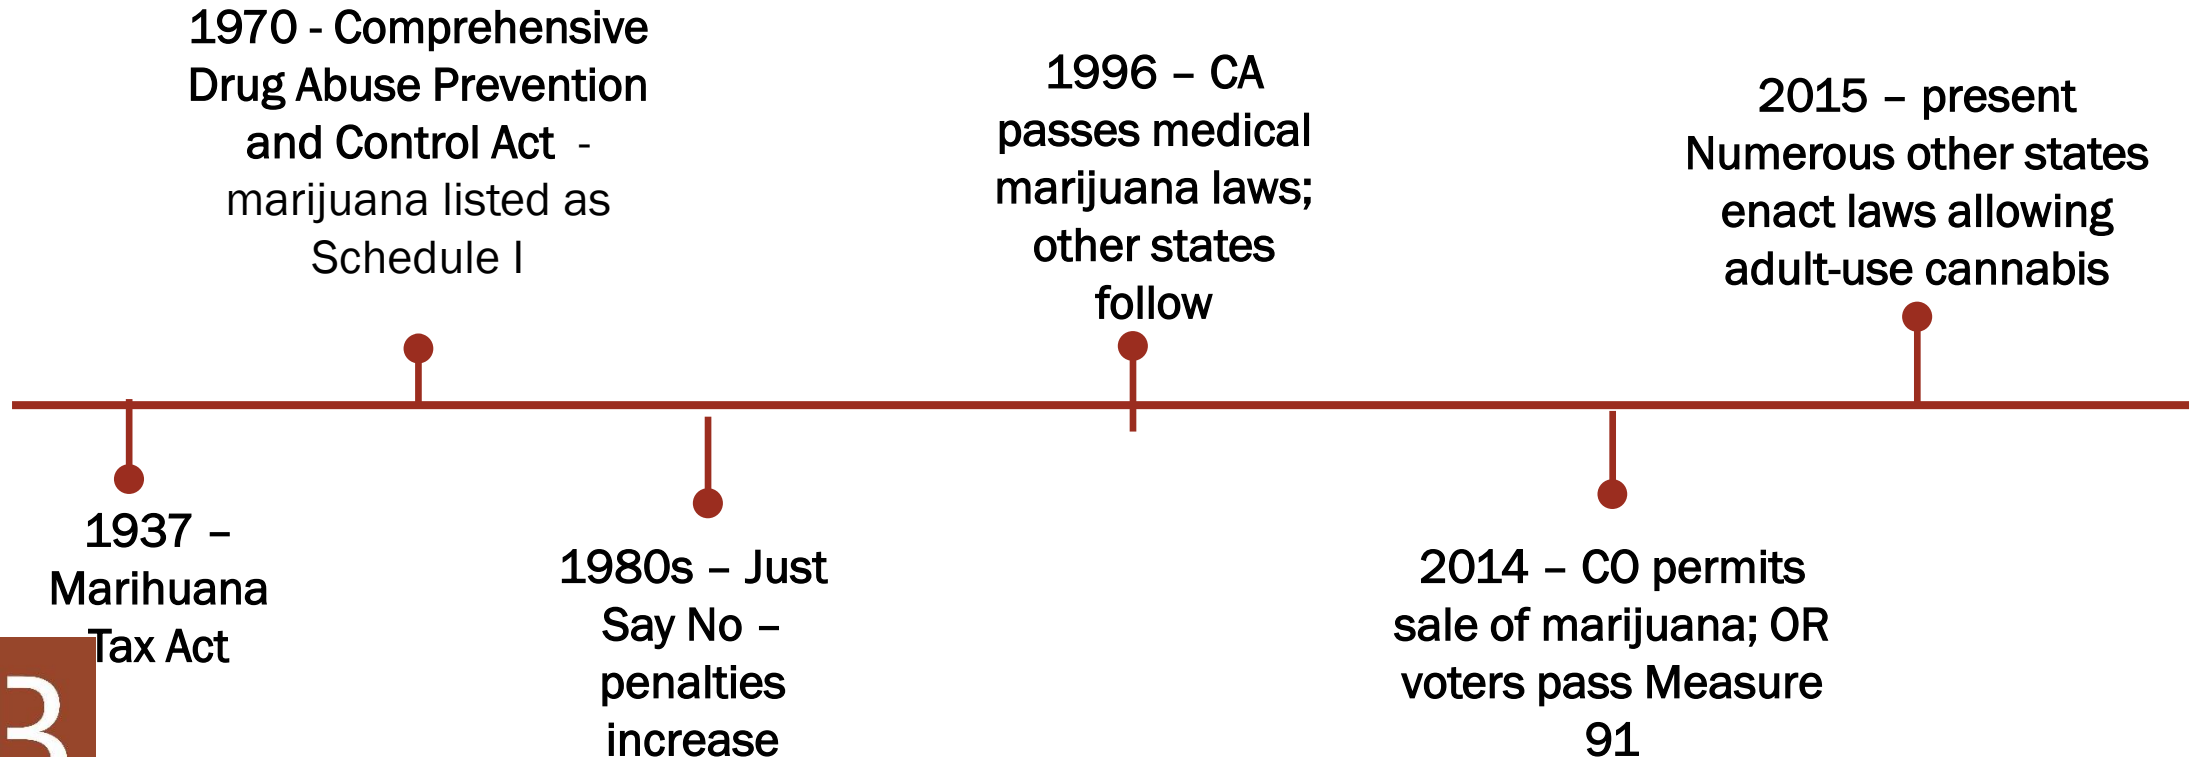 1970 - Comprehensive
Drug Abuse Prevention
and Control Act -
marijuana listed as
Schedule I
1996 – CA
passes medical
marijuana laws;
other states
follow
2015 – present
Numerous other states
enact laws allowing
adult-use cannabis
1937 –
Marihuana
Tax Act
1980s – Just
Say No –
penalties
increase
2014 – CO permits
sale of marijuana; OR
voters pass Measure
91
3